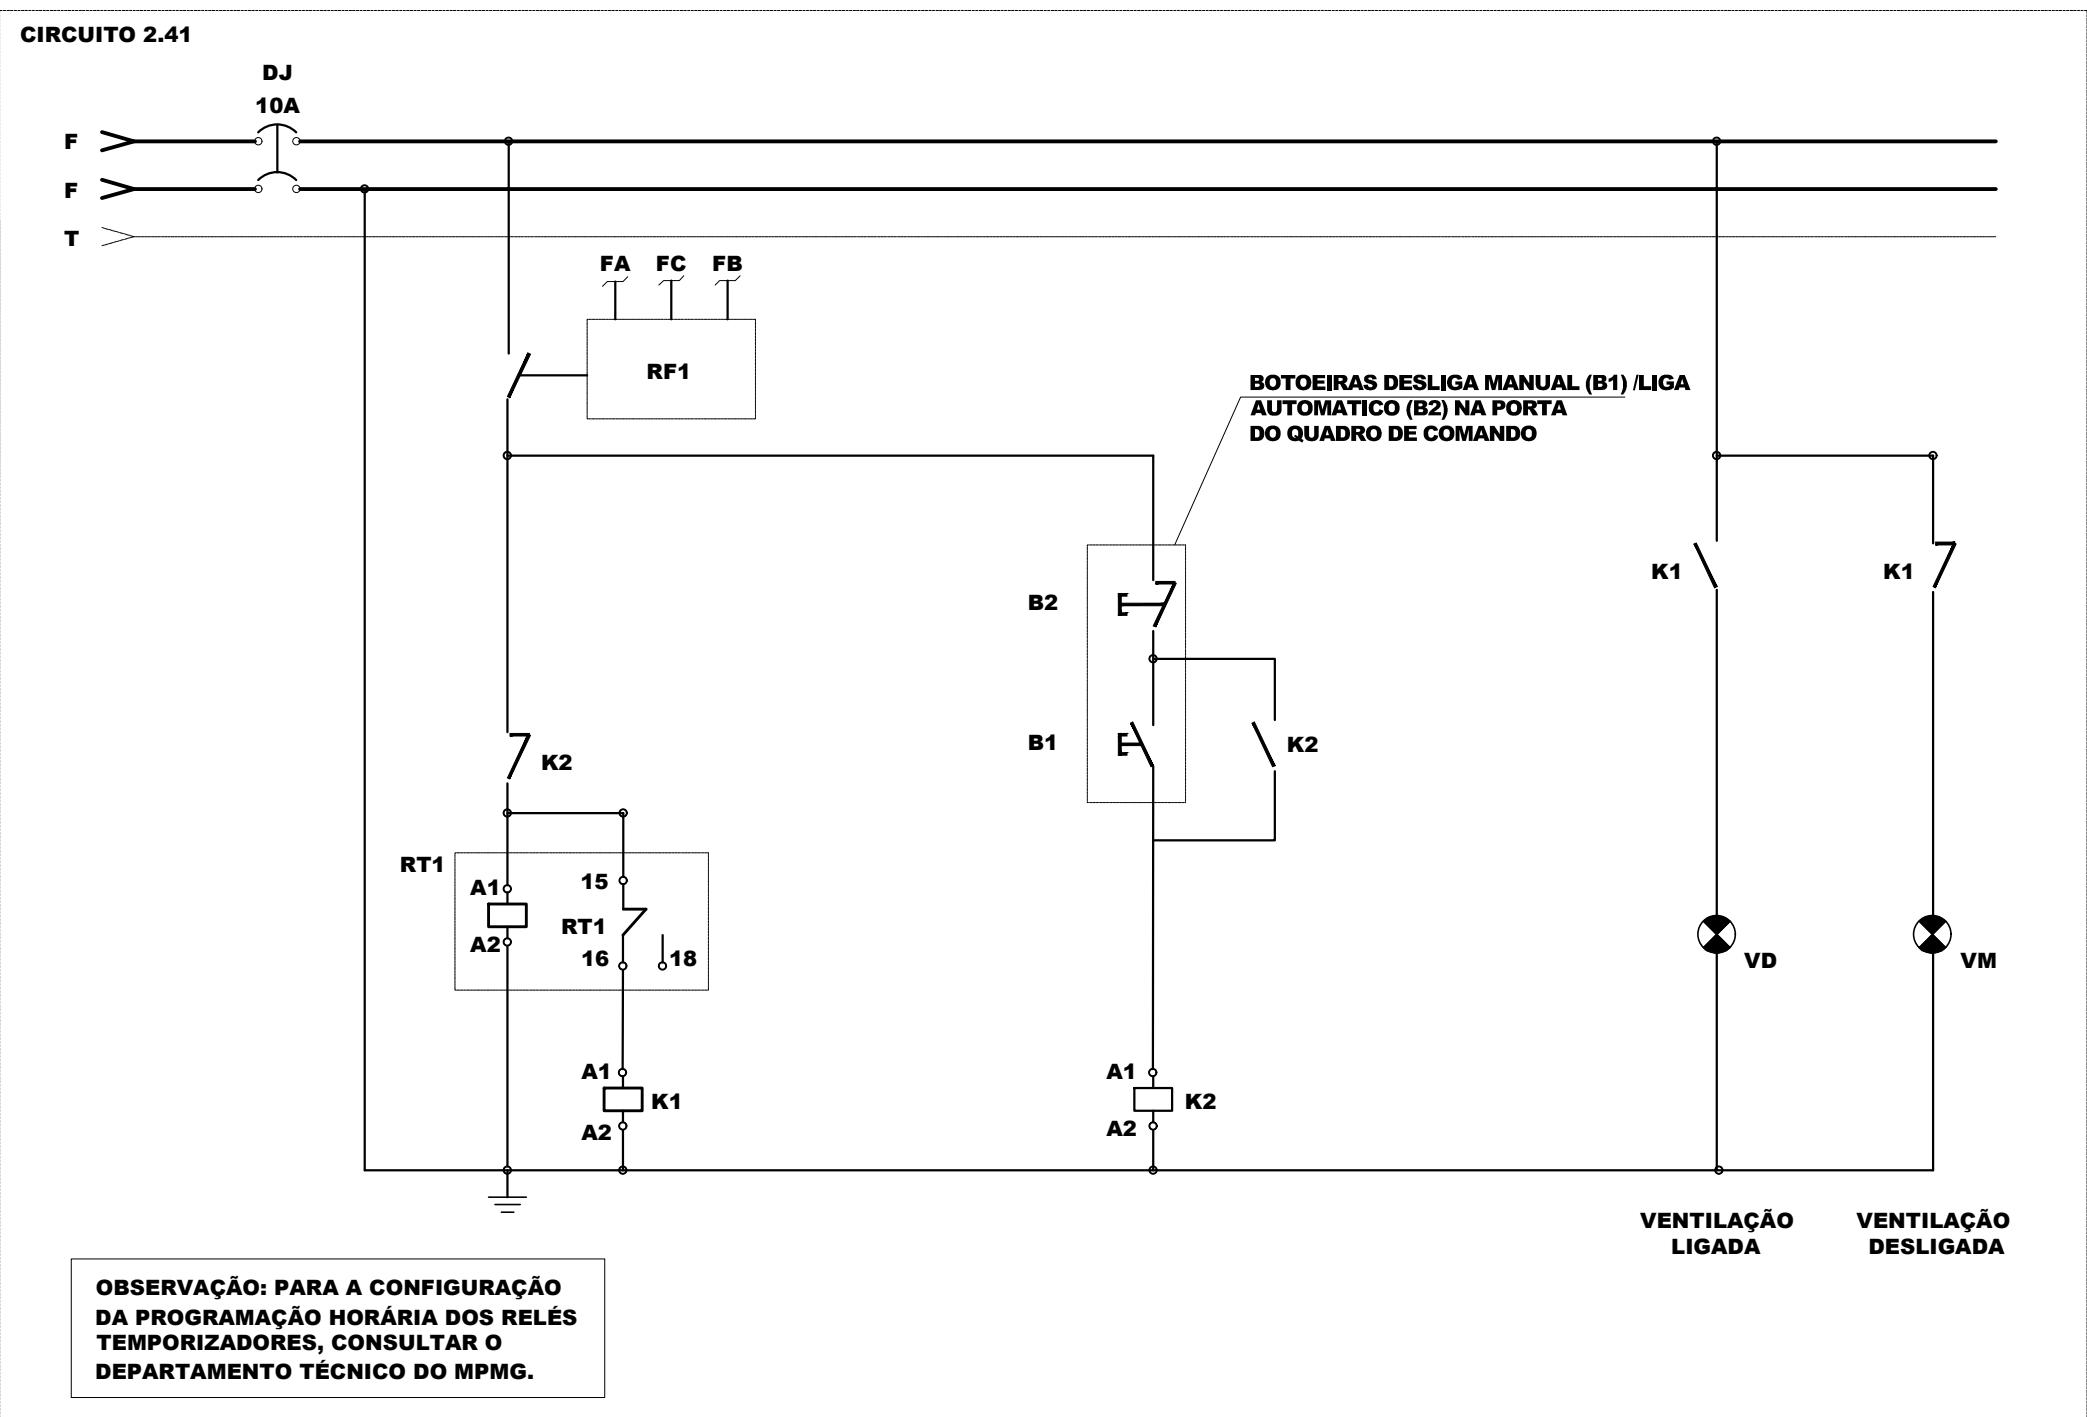 CIRCUITO 2.41
DJ
10A
F
F
T
FA FC FB
RF1
BOTOEIRAS DESLIGA MANUAL (B1) /LIGA
AUTOMATICO (B2) NA PORTA
DO QUADRO DE COMANDO
K1
K1
B2
B1
K2
K2
RT1
A1
15
RT1
A2
16
18
VD
VM
A1
K1
A2
A1
K2
A2
VENTILAÇÃO
LIGADA
VENTILAÇÃO
DESLIGADA
OBSERVAÇÃO: PARA A CONFIGURAÇÃO
DA PROGRAMAÇÃO HORÁRIA DOS RELÉS
TEMPORIZADORES, CONSULTAR O
DEPARTAMENTO TÉCNICO DO MPMG.